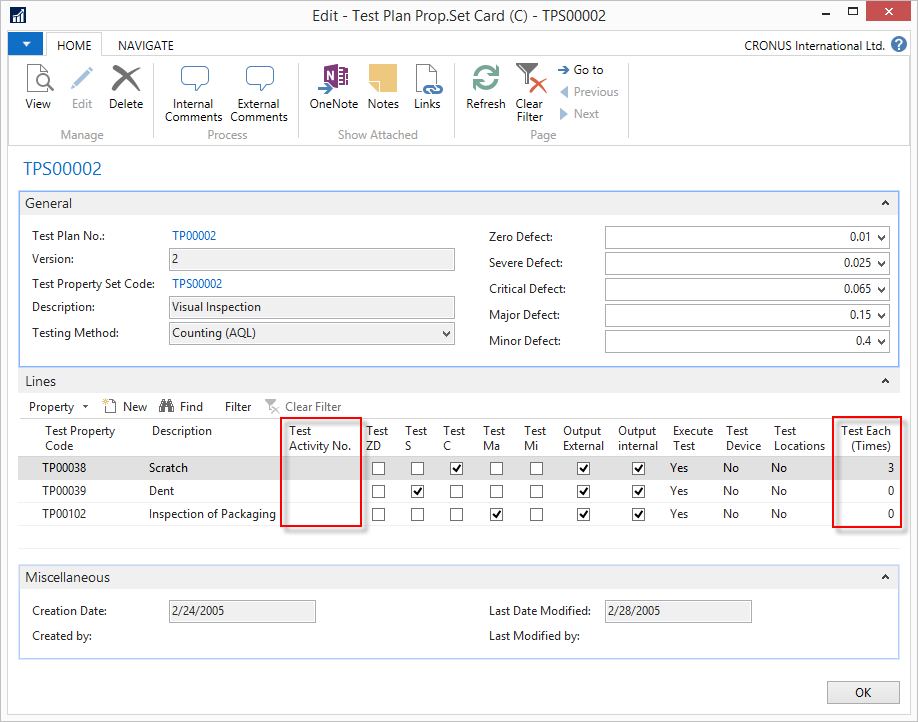 Edit - Test Plan Prop.Set Card (C) - TPS00002
HOME NAVIGATE CRONUS International Ltd. ?
View Edit Delete Internal Comments External Comments OneNote Notes Links Refresh Clear Filter Go to
Previous
Next
Manage Process Show Attached Page
TPS00002
General
Test Plan No.: TP00002 Zero Defect: 0.01
Version: 2 Severe Defect: 0.025
Test Property Set Code: TPS00002 Critical Defect: 0.065
Description: Visual Inspection Major Defect: 0.15
Testing Method: Counting (AQL) Minor Defect: 0.4
Lines
Property New Find Filter Clear Filter
Test Property Description Test Test Test Test Test Test Output Output Execute Test Test Test Each
Code Activity No. ZD S C Ma Mi External internal Test Device Locations (Times)
TP00038 Scratch Yes No No 3
TP00039 Dent Yes No No 0
TP00102 Inspection of Packaging Yes No No 0
Miscellaneous
Creation Date: 2/24/2005 Last Date Modified: 2/28/2005
Created by: Last Modified by:
OK